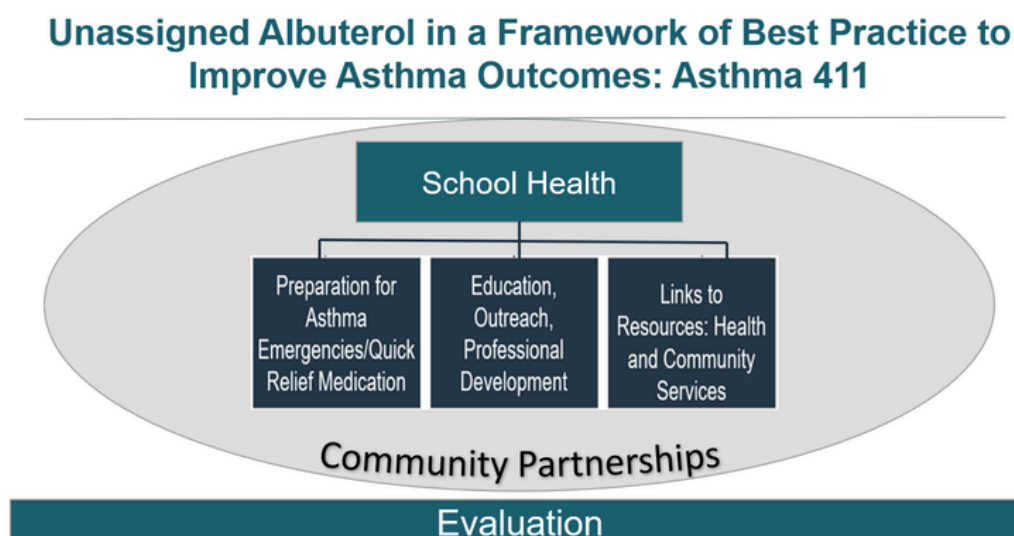 Unassigned Albuterol in a Framework of Best Practice to
Improve Asthma Outcomes: Asthma 411
School Health
Preparation for
Asthma
Emergencies/Quick
Relief Medication
Education,
Outreach,
Professional
Development
Links to
Resources: Health
and Community
Services
Community Partnerships
Evaluation